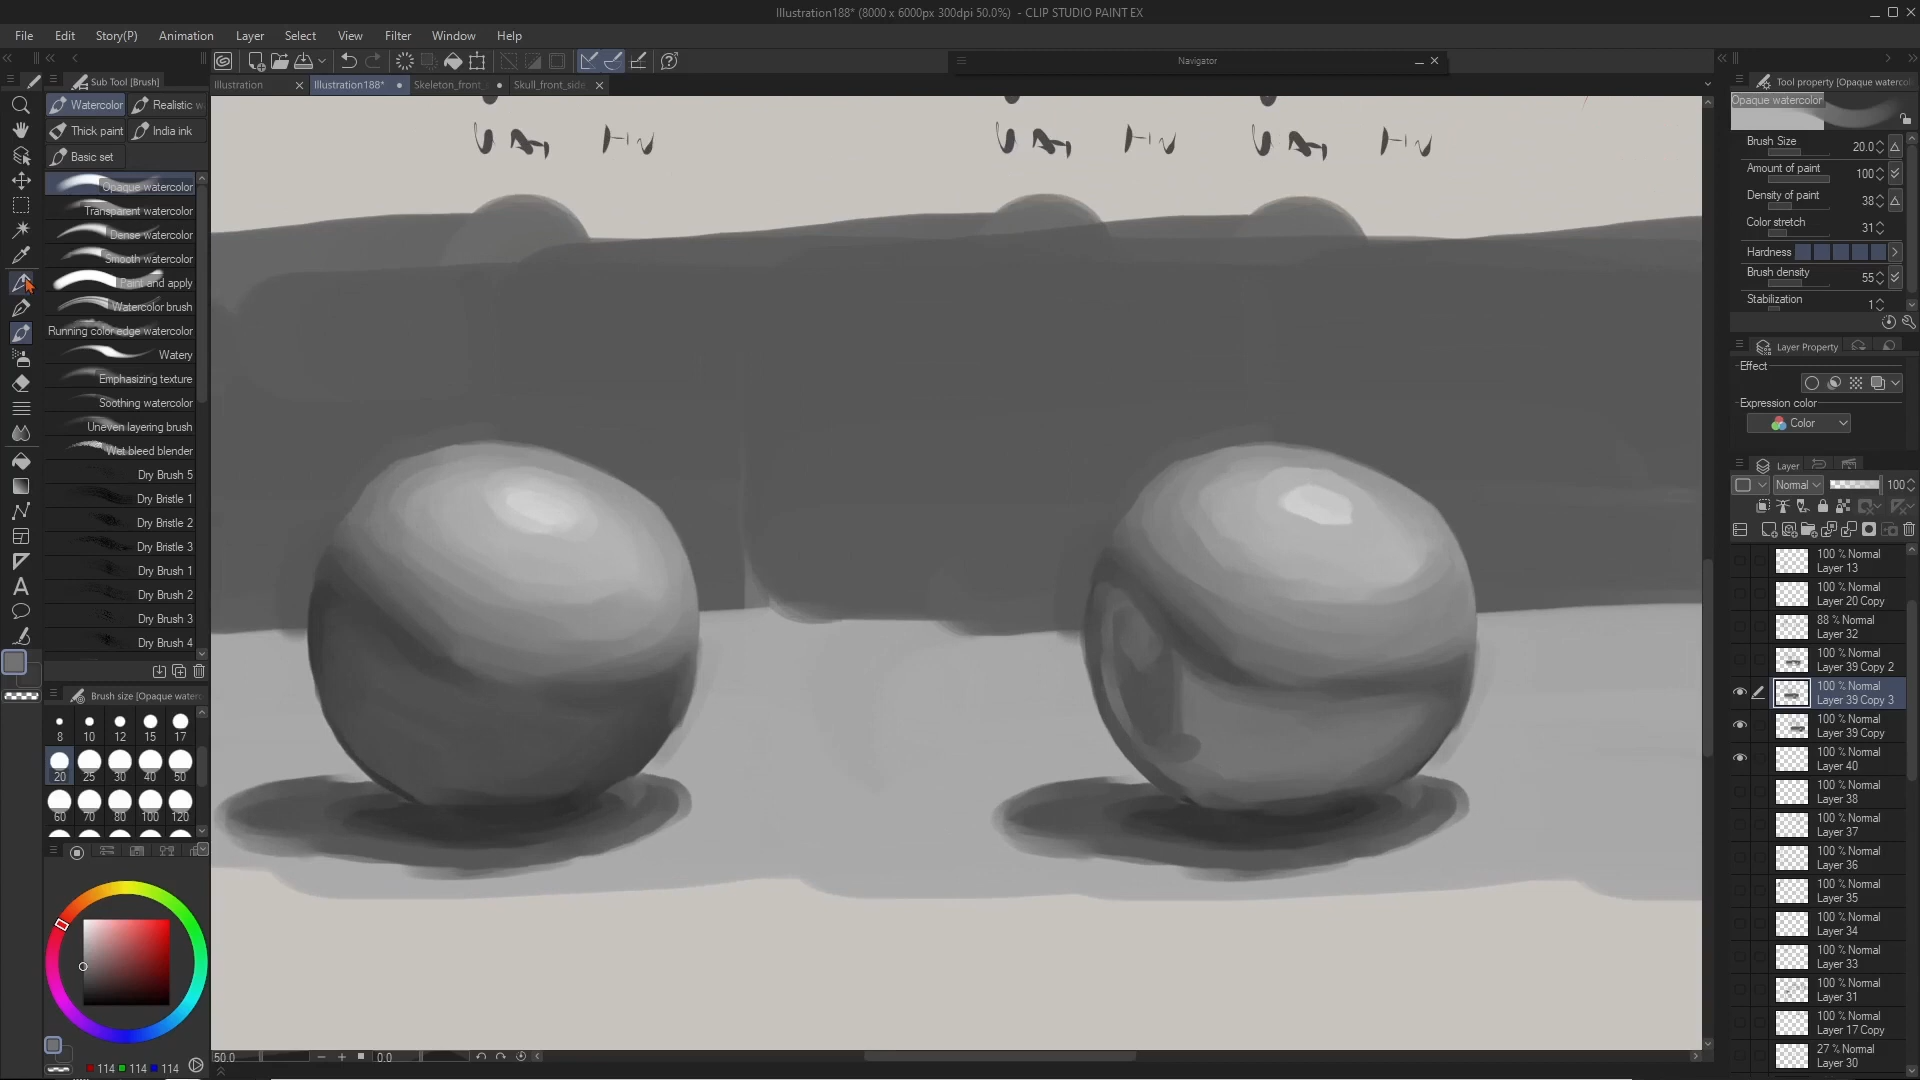 Illustration188* (8000 x 6000px 300dpi 50.0%) - CLIP STUDIO PAINT EX
File Edit Story(P) Animation Layer Select View Filter Window Help
Navigator
Sub Tool [Brush]
Illustration Illustration188* Skeleton_front_ Skull_front_side
Tool property [Opaque watercol
Watercolor Realistic w
Thick paint India ink
Basic set
Opaque watercolor
Transparent watercolor
Dense watercolor
Smooth watercolor
Paint and apply
Watercolor brush
Running color edge watercolor
Watery
Emphasizing texture
Soothing watercolor
Uneven layering brush
Wet bleed blender
Dry Brush 5
Dry Bristle 1
Dry Bristle 2
Dry Bristle 3
Dry Brush 1
Dry Brush 2
Dry Brush 3
Dry Brush 4
Brush size [Opaque waterc
8 10 12 15 17
20 25 30 40 50
60 70 80 100 120
114 114 114
50.0 0.0
Opaque watercolor
Brush Size 20.0
Amount of paint 100
Density of paint 38
Color stretch 31
Hardness
Brush density 55
Stabilization 1
Layer Property
Effect
Expression color
Color
Layer
Normal 100
100 % Normal
Layer 13
100 % Normal
Layer 20 Copy
88 % Normal
Layer 32
100 % Normal
Layer 39 Copy 2
100 % Normal
Layer 39 Copy 3
100 % Normal
Layer 39 Copy
100 % Normal
Layer 40
100 % Normal
Layer 38
100 % Normal
Layer 37
100 % Normal
Layer 36
100 % Normal
Layer 35
100 % Normal
Layer 34
100 % Normal
Layer 33
100 % Normal
Layer 31
100 % Normal
Layer 17 Copy
27 % Normal
Layer 30